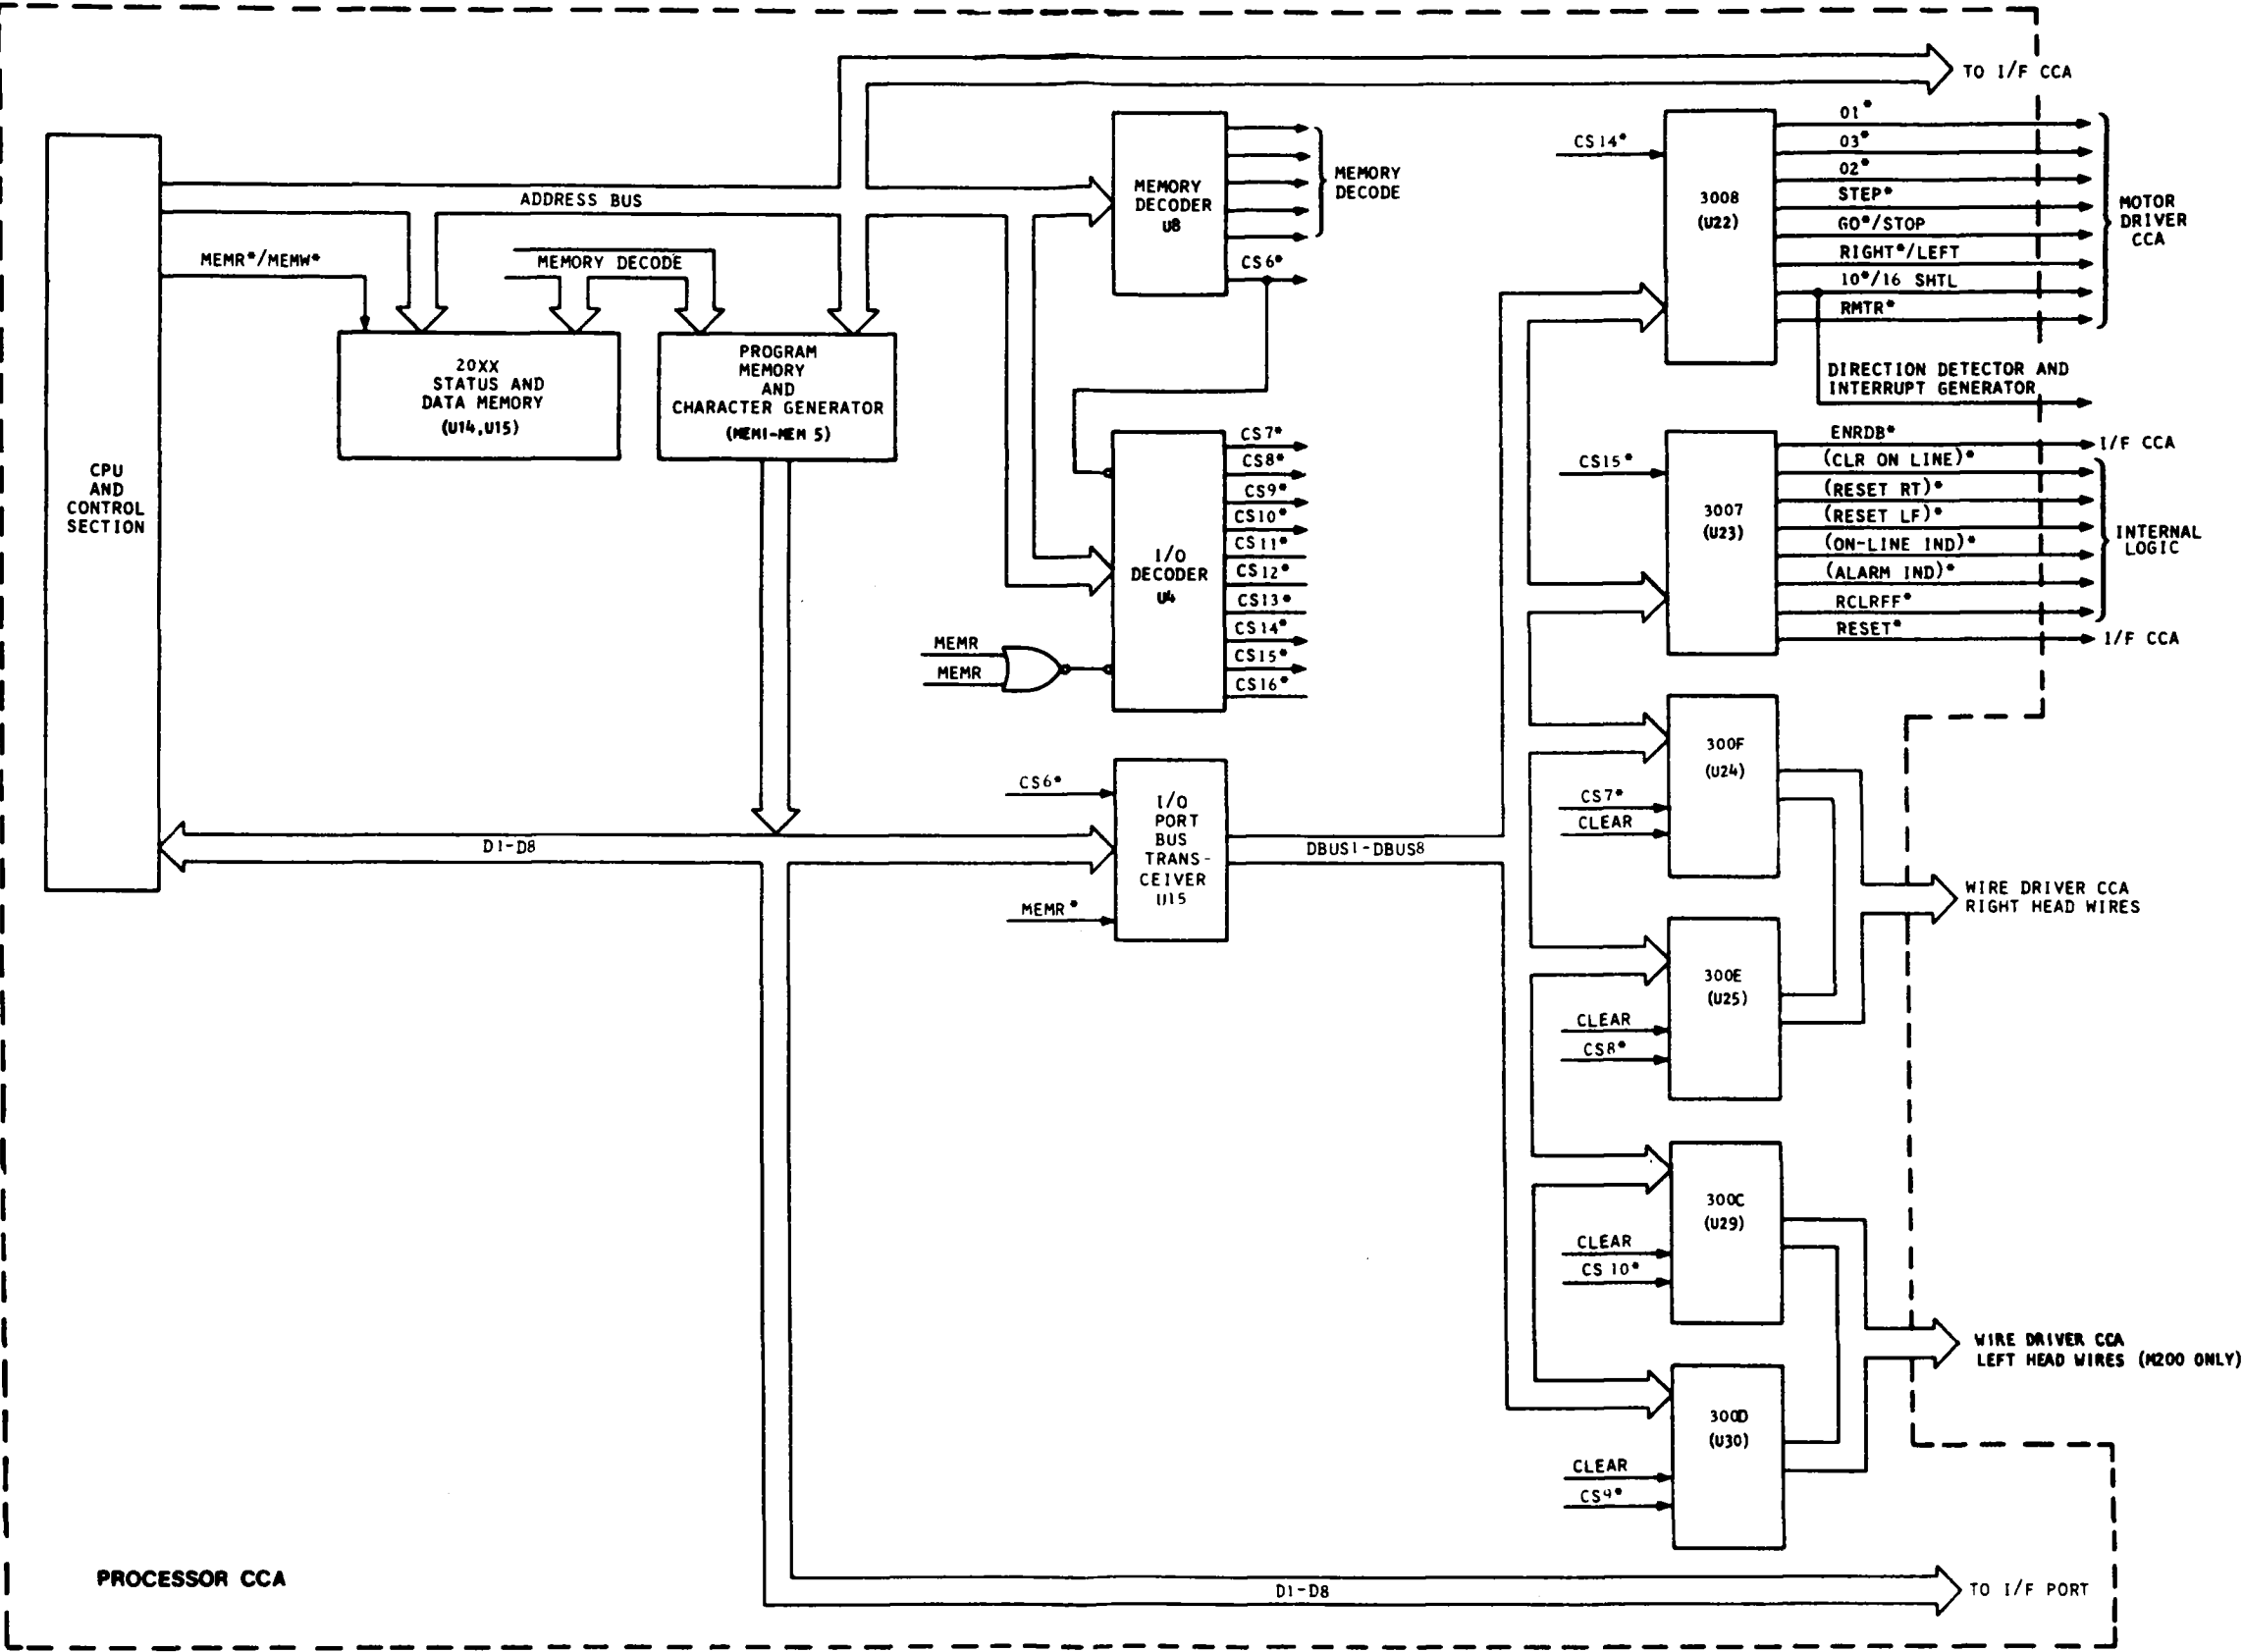 TO I/F CCA
ADDRESS BUS
MEMR*/MEMW*
MEMORY DECODE
CPU
AND
CONTROL
SECTION
20XX
STATUS AND
DATA MEMORY
(U14,U15)
PROGRAM
MEMORY
AND
CHARACTER GENERATOR
(MEM1-MEM 5)
MEMORY
DECODER
U8
MEMORY
DECODE
CS6*
I/O
DECODER
U4
CS7*
CS8*
CS9*
CS10*
CS11*
CS12*
CS13*
CS14*
CS15*
CS16*
MEMR
MEMR
CS6*
MEMR*
I/O
PORT
BUS
TRANS-
CEIVER
U15
D1-D8
DBUS1-DBUS8
CS14*
3008
(U22)
01*
03*
02*
STEP*
GO*/STOP
RIGHT*/LEFT
10*/16 SHTL
RMTR*
MOTOR
DRIVER
CCA
DIRECTION DETECTOR AND
INTERRUPT GENERATOR
CS15*
3007
(U23)
ENRDB*
I/F CCA
(CLR ON LINE)*
(RESET RT)*
(RESET LF)*
(ON-LINE IND)*
(ALARM IND)*
RCLRFF*
INTERNAL
LOGIC
RESET*
I/F CCA
300F
(U24)
CS7*
CLEAR
WIRE DRIVER CCA
RIGHT HEAD WIRES
300E
(U25)
CLEAR
CS8*
300C
(U29)
CLEAR
CS 10*
WIRE DRIVER CCA
LEFT HEAD WIRES (M200 ONLY)
300D
(U30)
CLEAR
CS9*
PROCESSOR CCA
D1-D8
TO I/F PORT